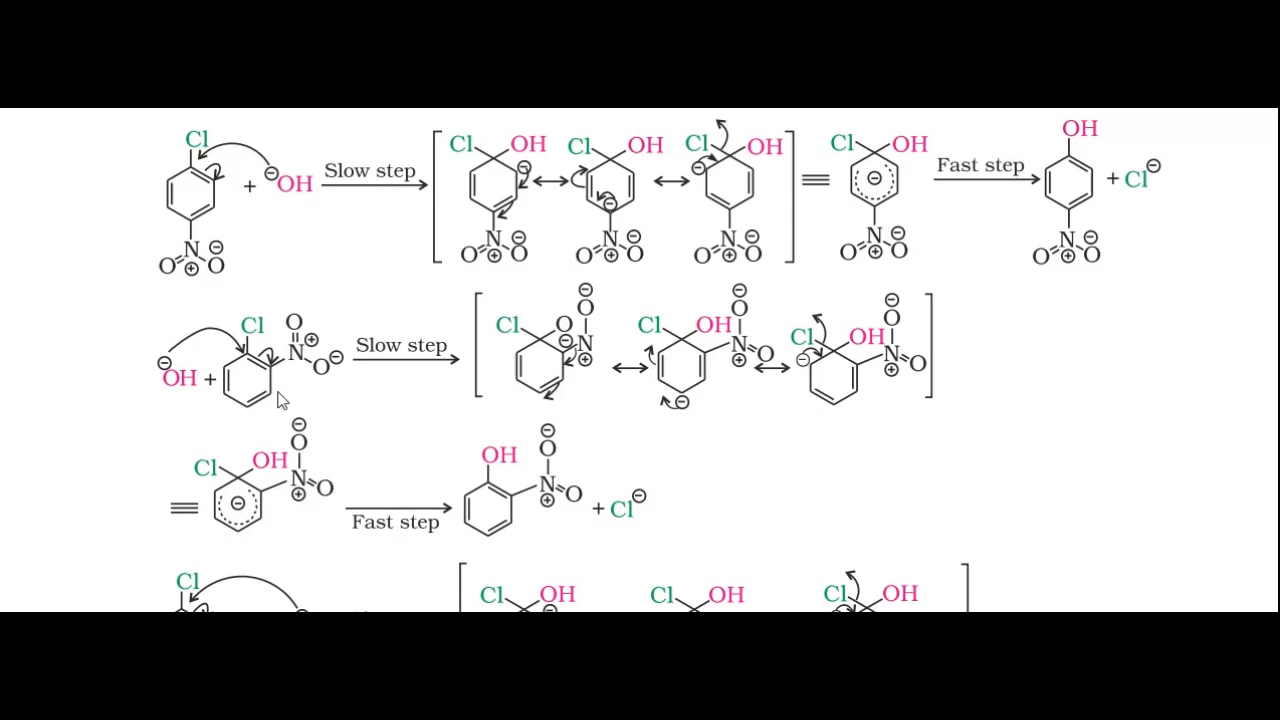 Cl
+ ⊖OH Slow step Cl OH Cl OH Cl OH Cl OH Fast step OH + Cl⊖
N⊕ O O⊖ N⊕ O O⊖ N⊕ O O⊖ N⊕ O O⊖ N⊕ O O⊖ N⊕ O O⊖
⊖OH + Cl O N⊕ O⊖ Slow step Cl O N⊕ O⊖ Cl OH N⊕ O O⊖ Cl OH N⊕ O O⊖
Cl OH N⊕ O O⊖ Fast step OH N⊕ O O⊖ + Cl⊖
Cl Cl OH Cl OH Cl OH